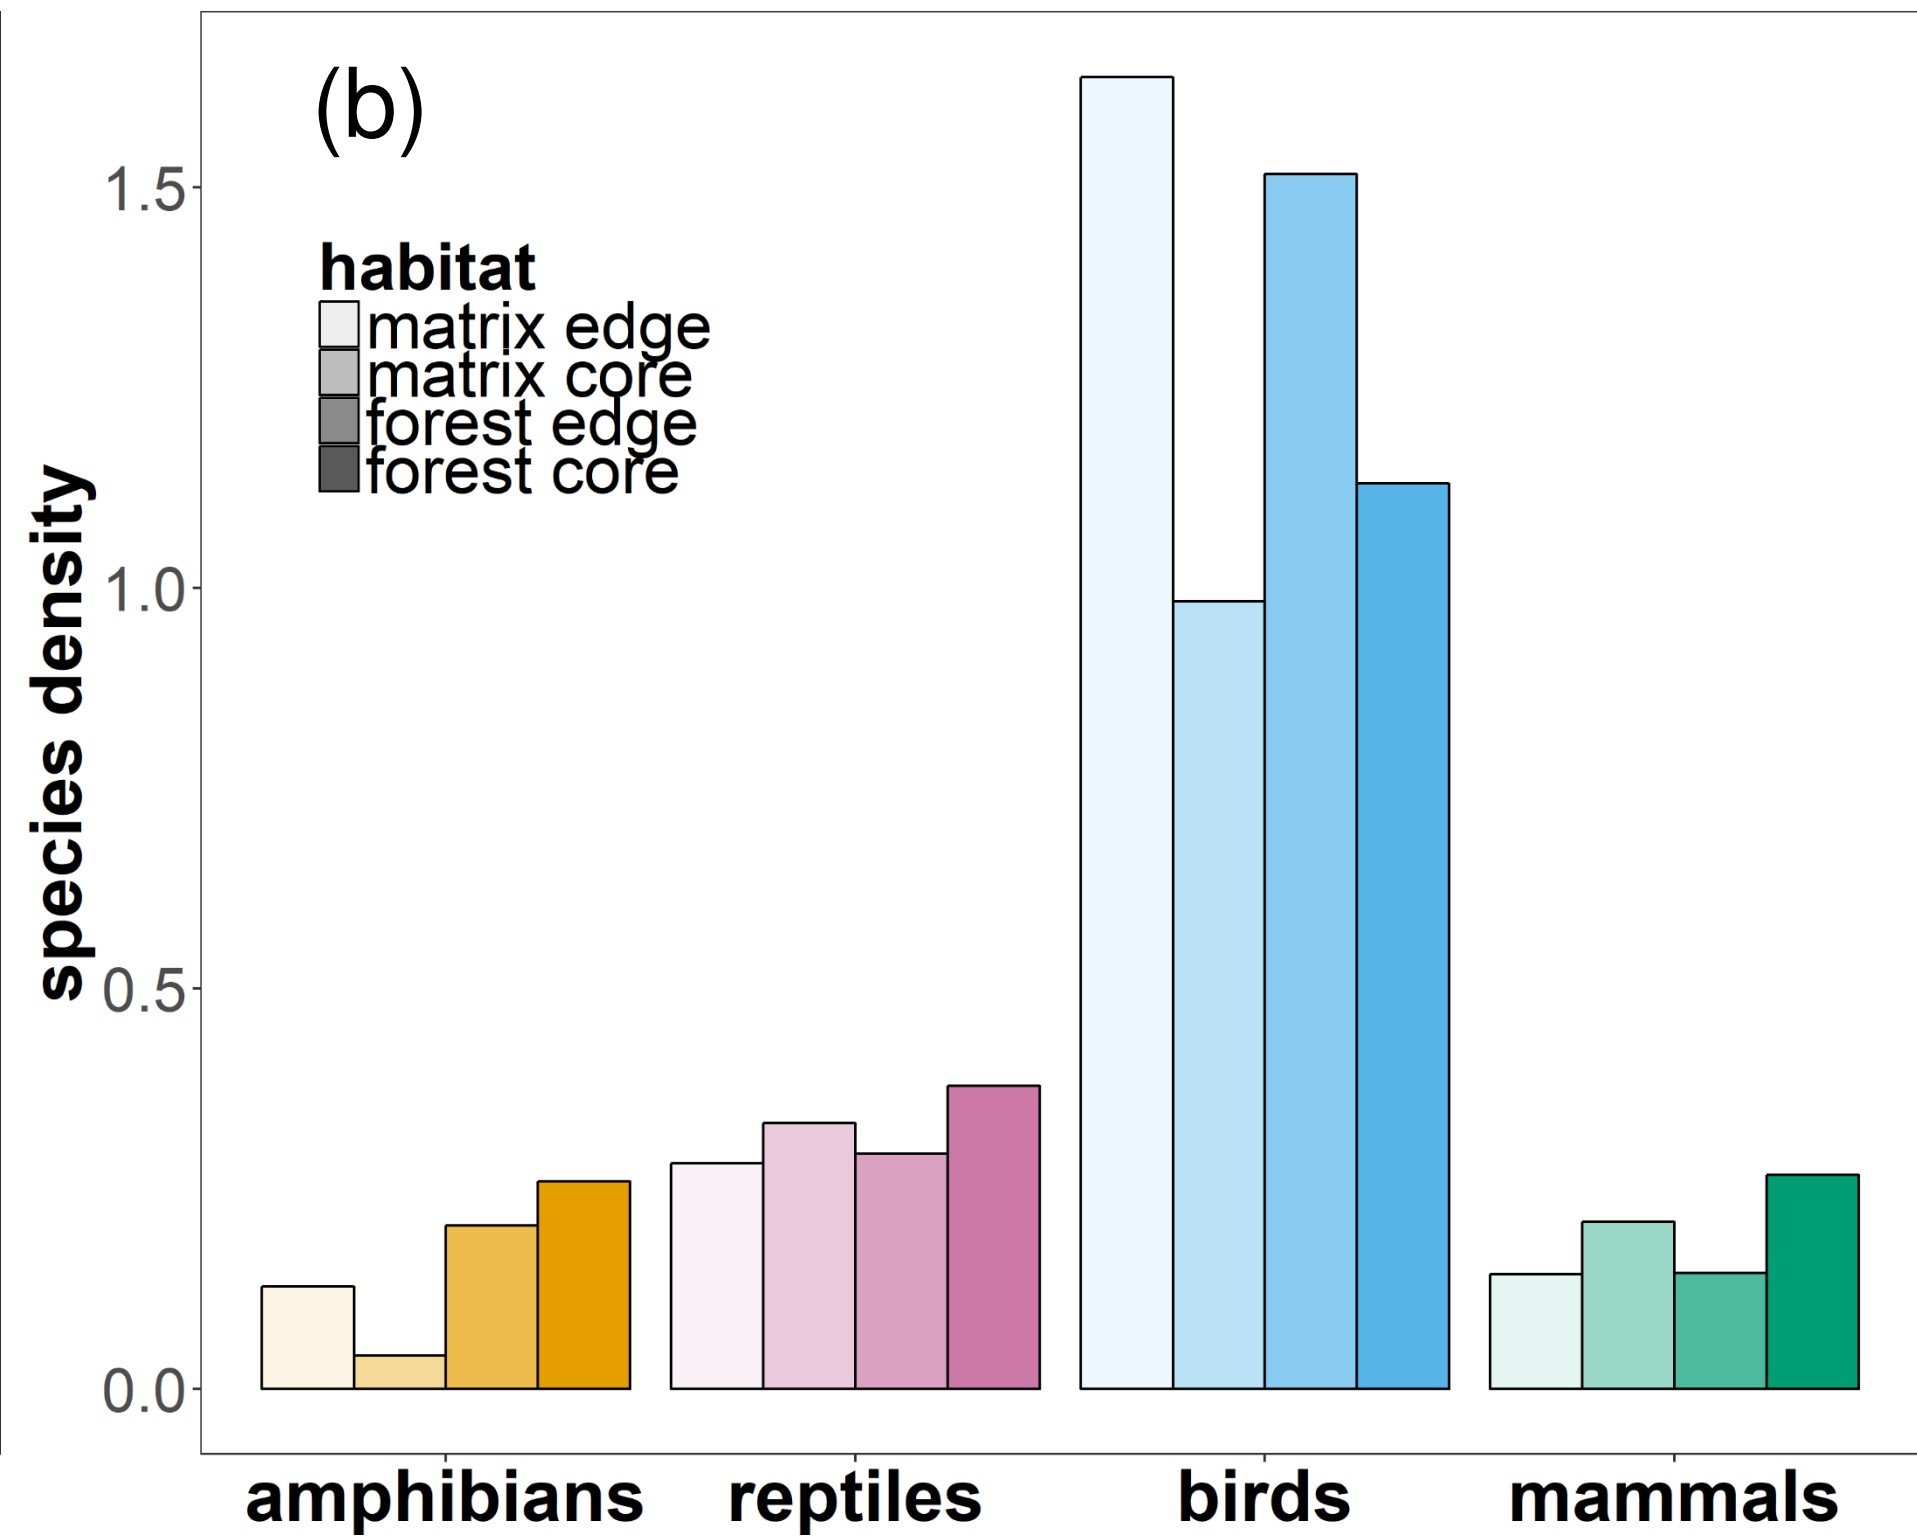 (b)
habitat
matrix edge
matrix core
forest edge
forest core
species density
1.5
1.0
0.5
0.0
amphibians reptiles birds mammals